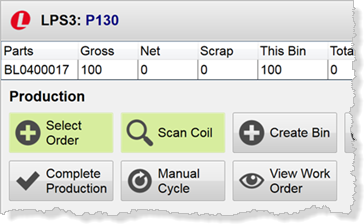 LPS3: P130
Parts Gross Net Scrap This Bin Tota
BL0400017 100 0 0 100 0
Production
Select Order
Scan Coil
Create Bin
Complete Production
Manual Cycle
View Work Order